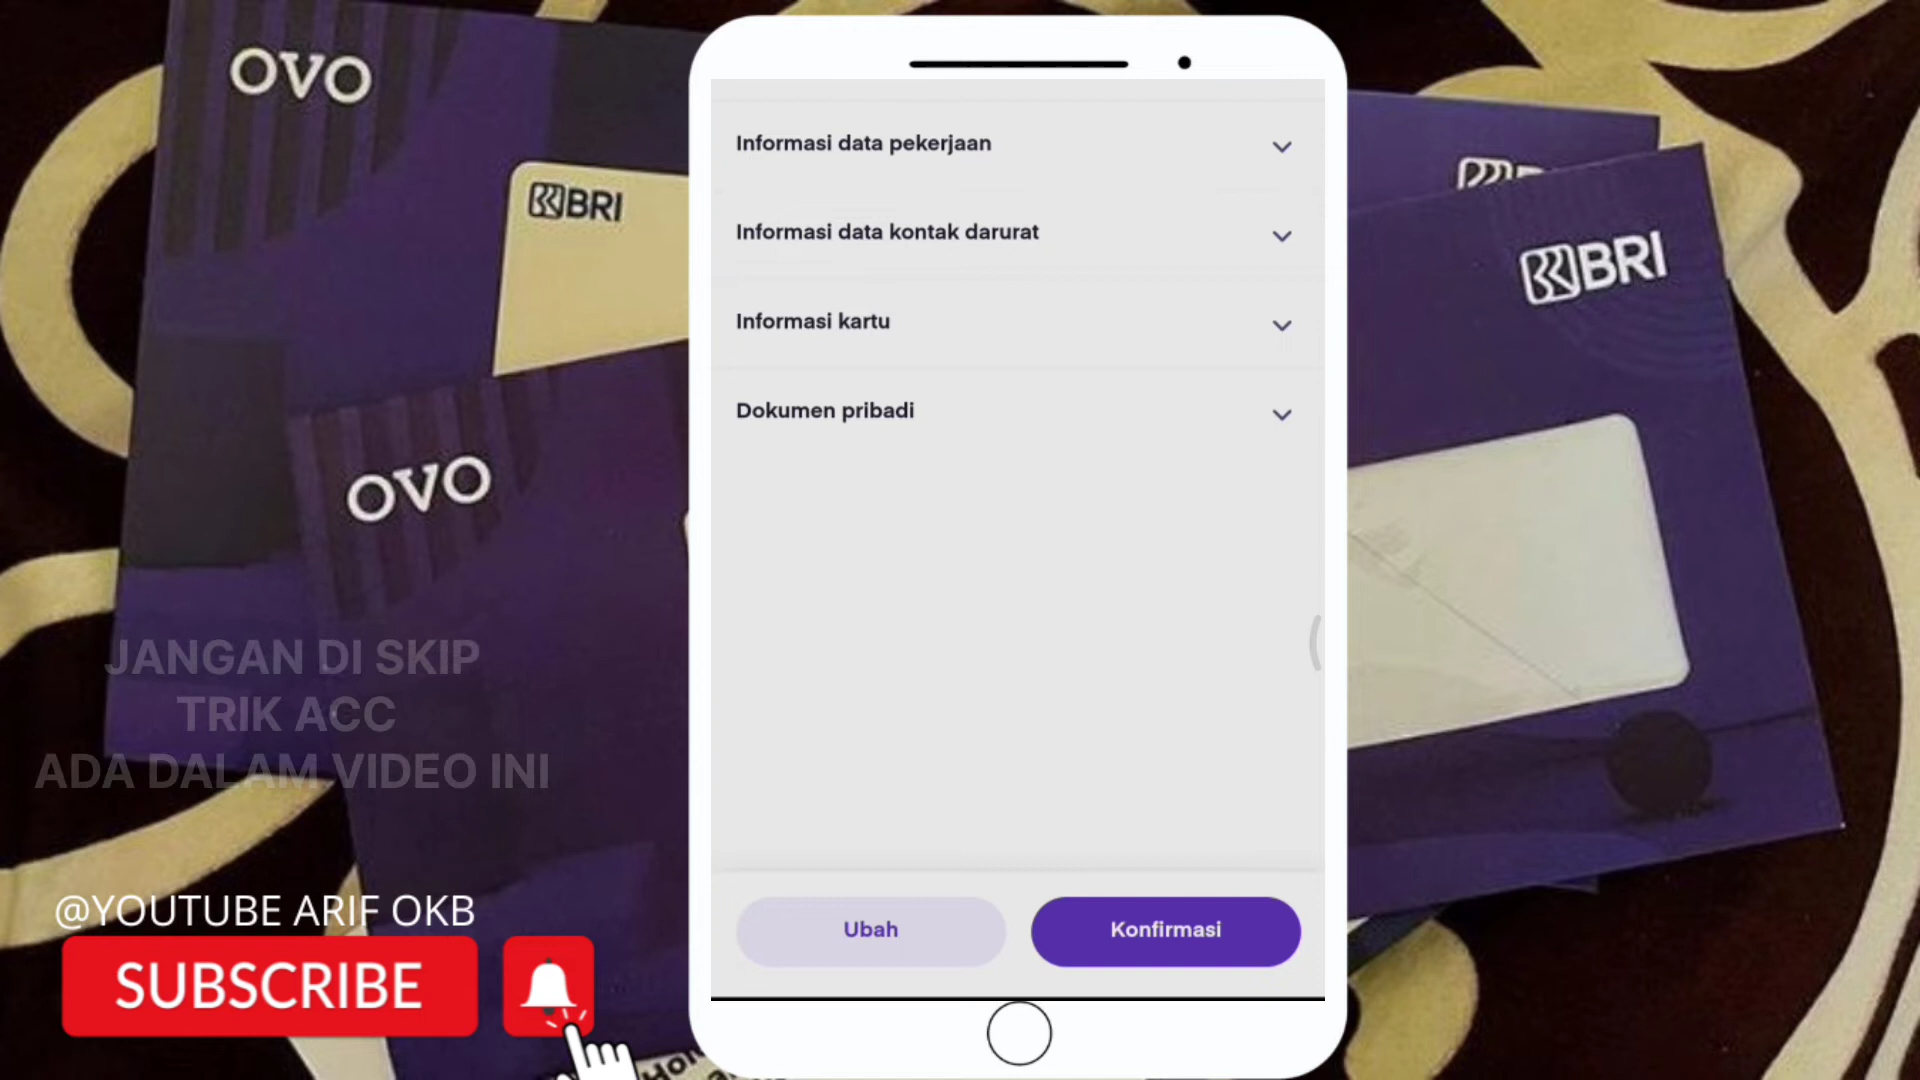 OVO
BRI
OVO
BRI
Informasi data pekerjaan
Informasi data kontak darurat
Informasi kartu
Dokumen pribadi
Ubah
Konfirmasi
JANGAN DI SKIP
TRIK ACC
ADA DALAM VIDEO INI
@YOUTUBE ARIF OKB
SUBSCRIBE